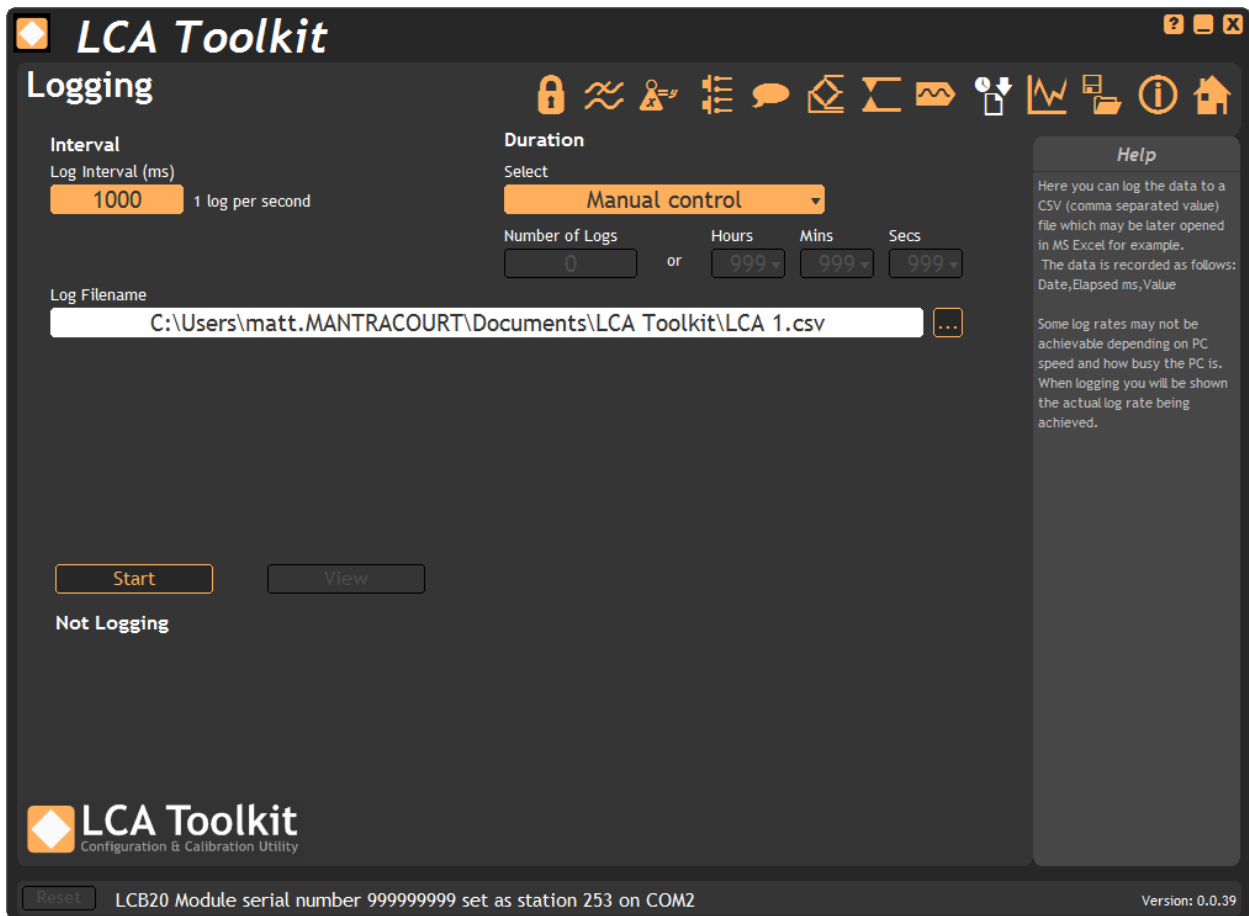 LCA Toolkit
? _ X
Logging
x =y
Interval
Log Interval (ms)
1000 1 log per second
Duration
Select
Manual control
Number of Logs Hours Mins Secs
0 or 999 999 999
Log Filename
C:\Users\matt.MANTRACOURT\Documents\LCA Toolkit\LCA 1.csv ...
Start View
Not Logging
Help
Here you can log the data to a
CSV (comma separated value)
file which may be later opened
in MS Excel for example.
The data is recorded as follows:
Date,Elapsed ms,Value
Some log rates may not be
achievable depending on PC
speed and how busy the PC is.
When logging you will be shown
the actual log rate being
achieved.
LCA Toolkit
Configuration & Calibration Utility
Reset LCB20 Module serial number 999999999 set as station 253 on COM2 Version: 0.0.39